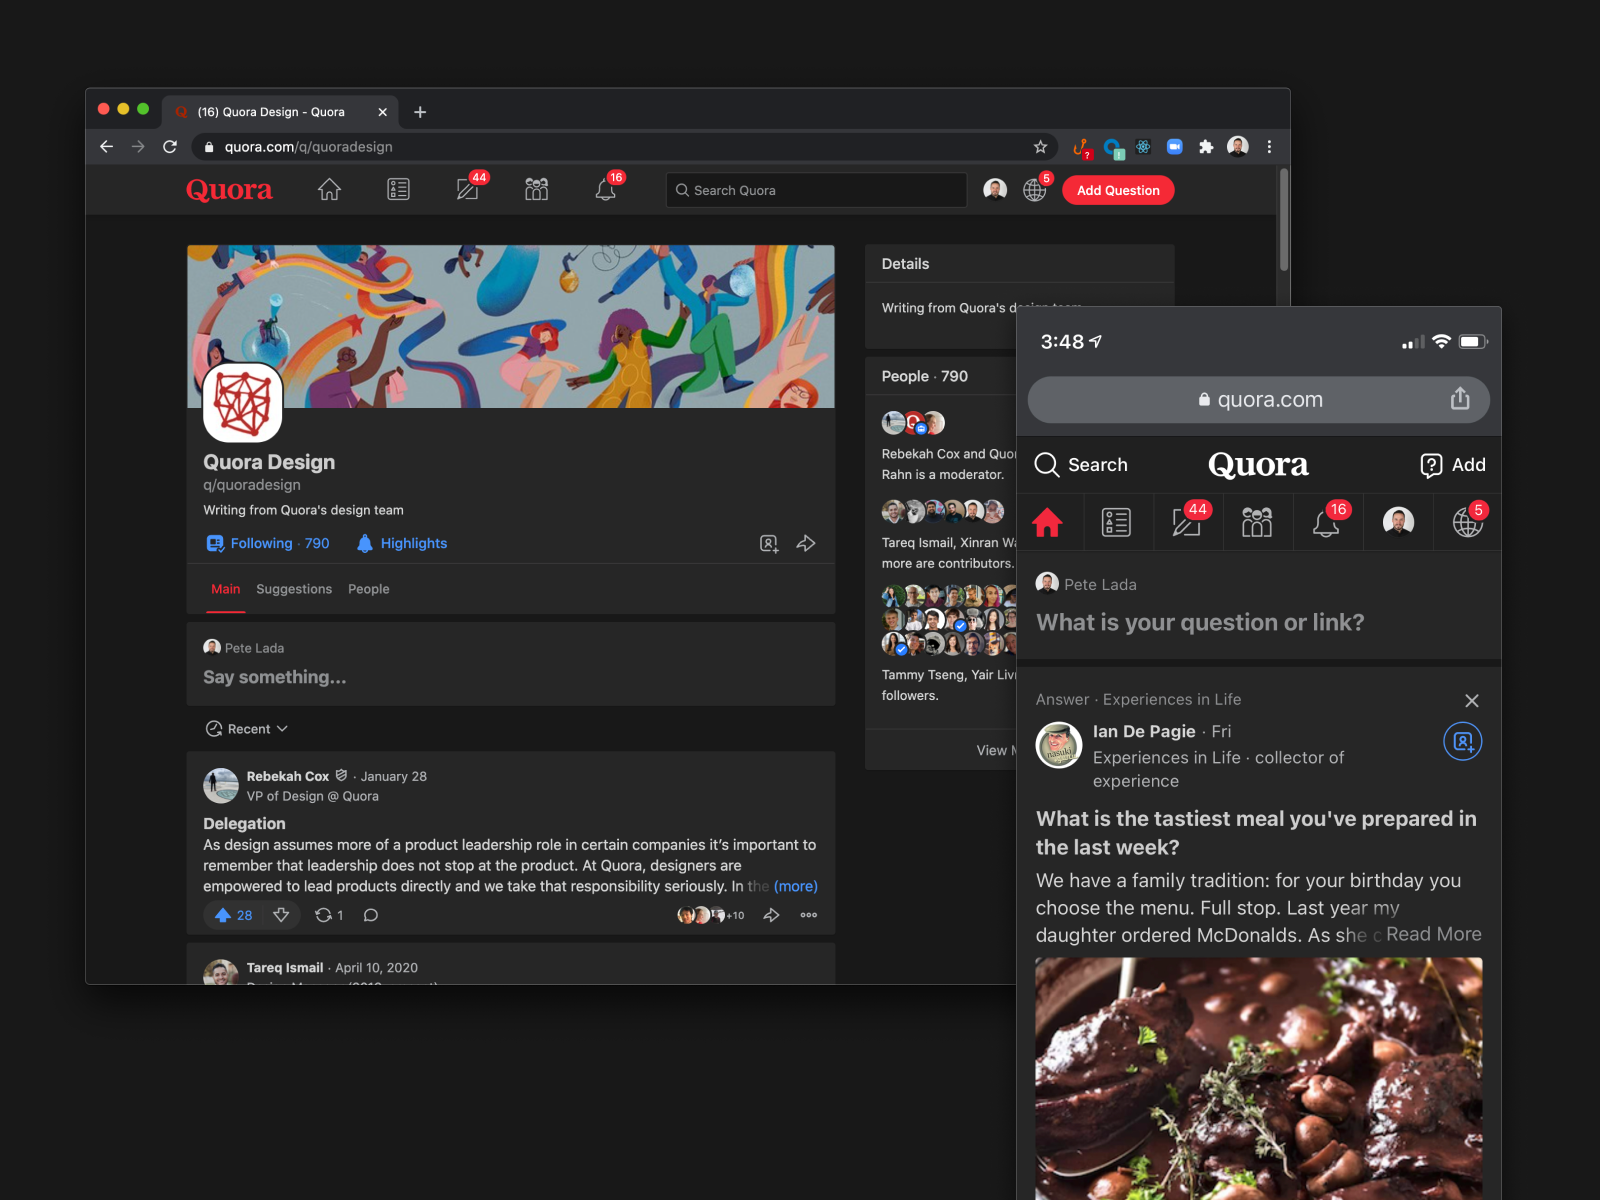 (16) Quora Design - Quora
quora.com/q/quoradesign
Quora
44
16
Search Quora
5
Add Question
Quora Design
q/quoradesign
Writing from Quora's design team
Following · 790
Highlights
Main
Suggestions
People
Pete Lada
Say something...
Recent
Rebekah Cox · January 28
VP of Design @ Quora
Delegation
As design assumes more of a product leadership role in certain companies it's important to
remember that leadership does not stop at the product. At Quora, designers are
empowered to lead products directly and we take that responsibility seriously. In the (more)
28
1
+10
Tareq Ismail · April 10, 2020
Details
Writing from Quora's design team
People · 790
Rebekah Cox and Quor
Rahn is a moderator.
Tareq Ismail, Xinran Wa
more are contributors.
Tammy Tseng, Yair Livi
followers.
View
3:48
quora.com
Search
Quora
Add
44
16
5
Pete Lada
What is your question or link?
Answer · Experiences in Life
Ian De Pagie · Fri
Experiences in Life · collector of
experience
What is the tastiest meal you've prepared in
the last week?
We have a family tradition: for your birthday you
choose the menu. Full stop. Last year my
daughter ordered McDonalds. As she Read More